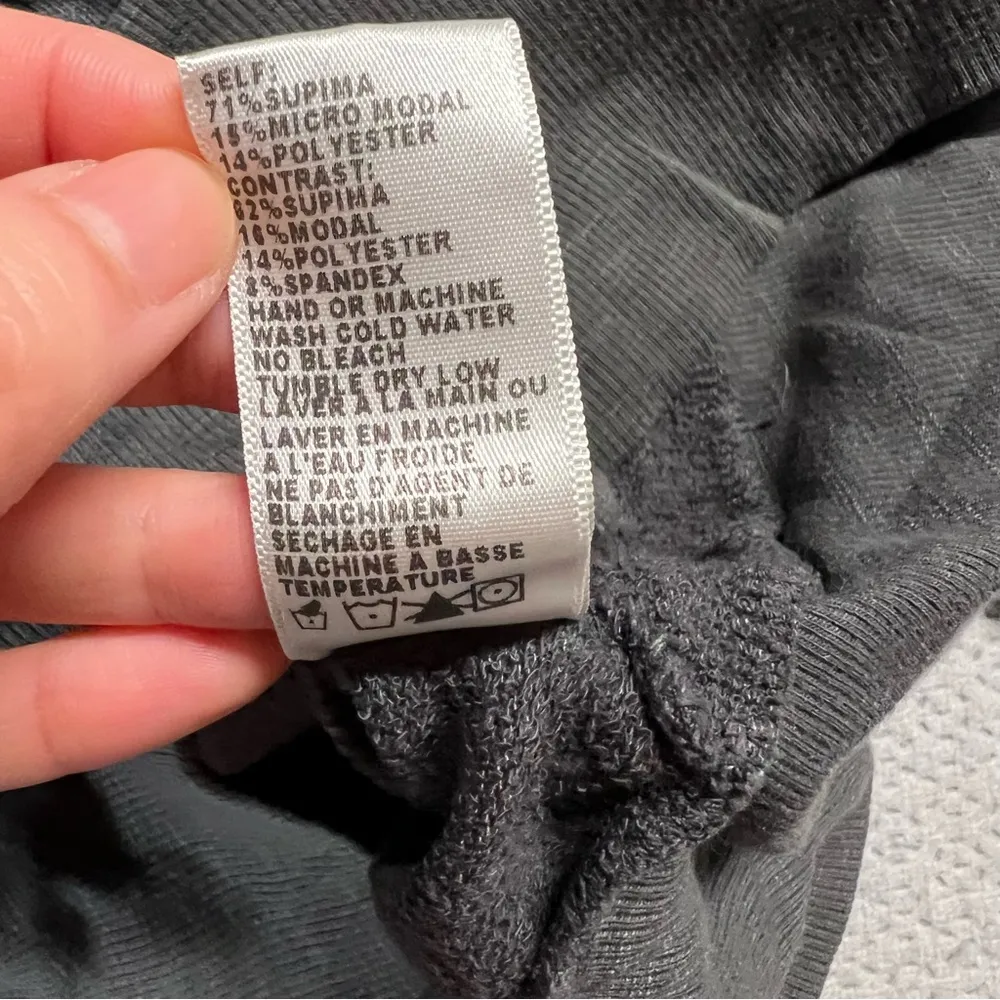 SELF:
71%SUPIMA
15%MICRO MODAL
14%POLYESTER
CONTRAST:
62%SUPIMA
16%MODAL
14%POLYESTER
8%SPANDEX
HAND OR MACHINE
WASH COLD WATER
NO BLEACH
TUMBLE DRY LOW
LAVER A LA MAIN OU
LAVER EN MACHINE
A L'EAU FROIDE
NE PAS D'AGENT DE
BLANCHIMENT
SECHAGE EN
MACHINE À BASSE
TEMPERATURE